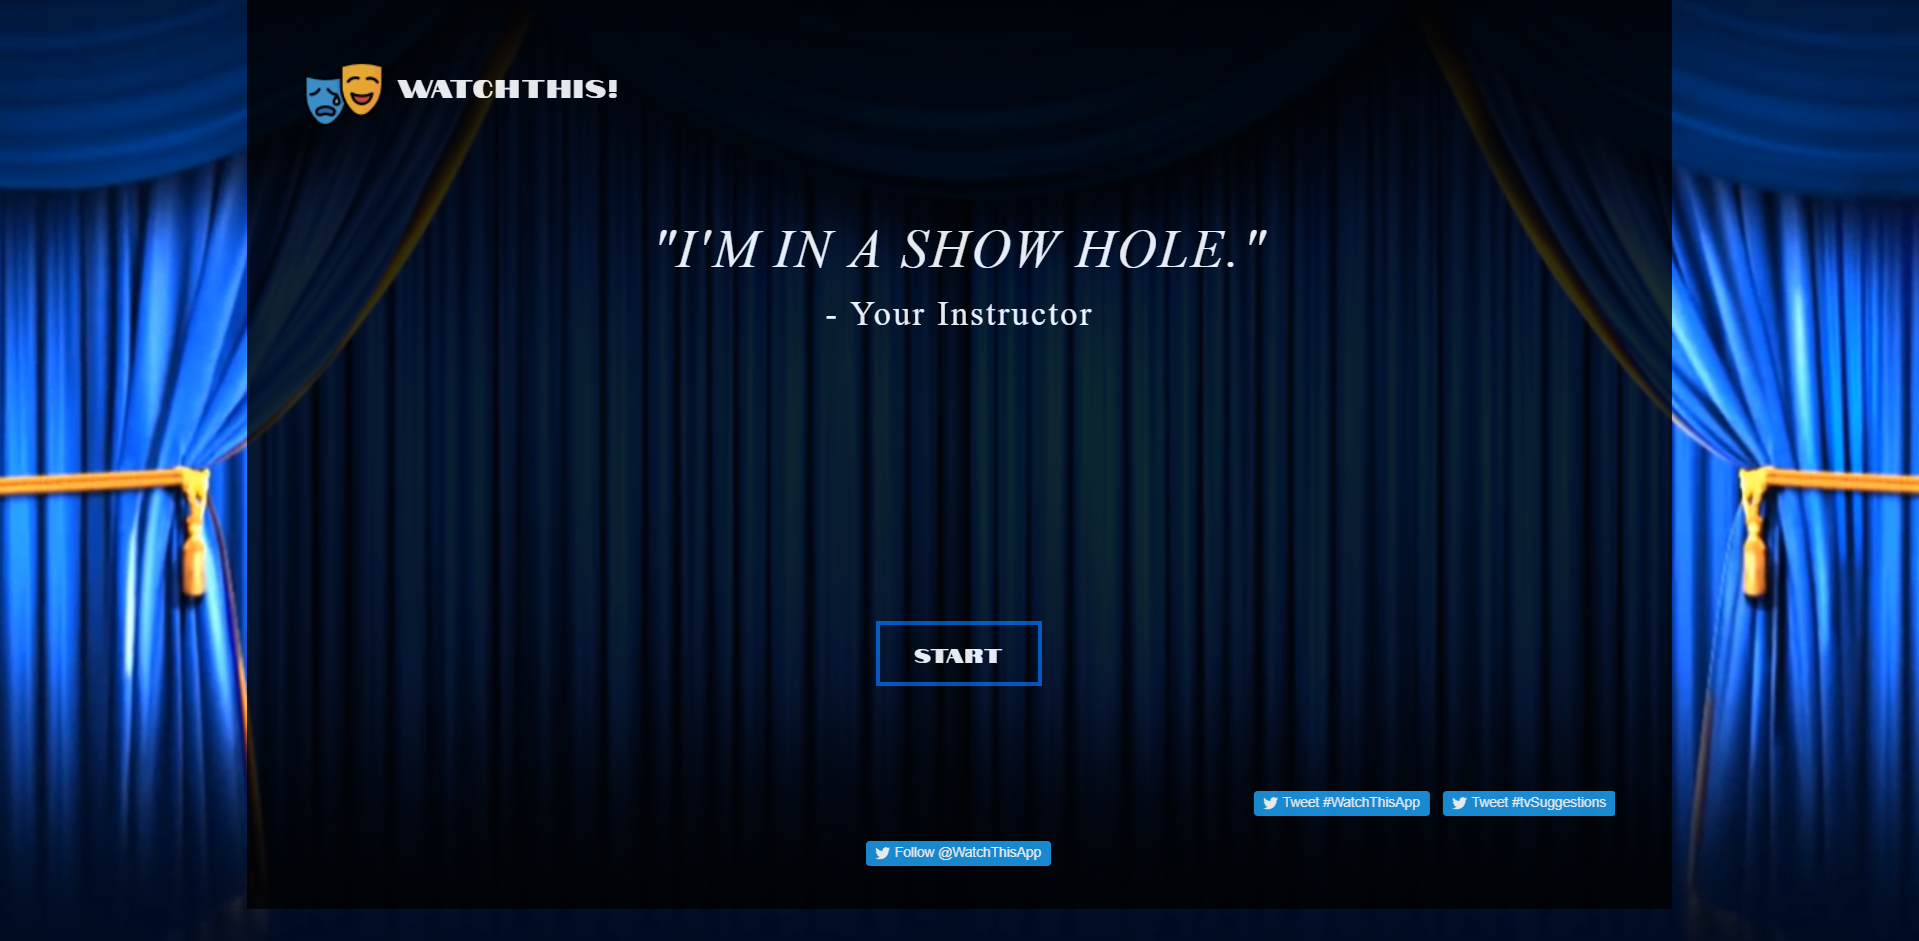 WATCHTHIS!
"I'M IN A SHOW HOLE."
- Your Instructor
START
Tweet #WatchThisApp
Tweet #tvSuggestions
Follow @WatchThisApp